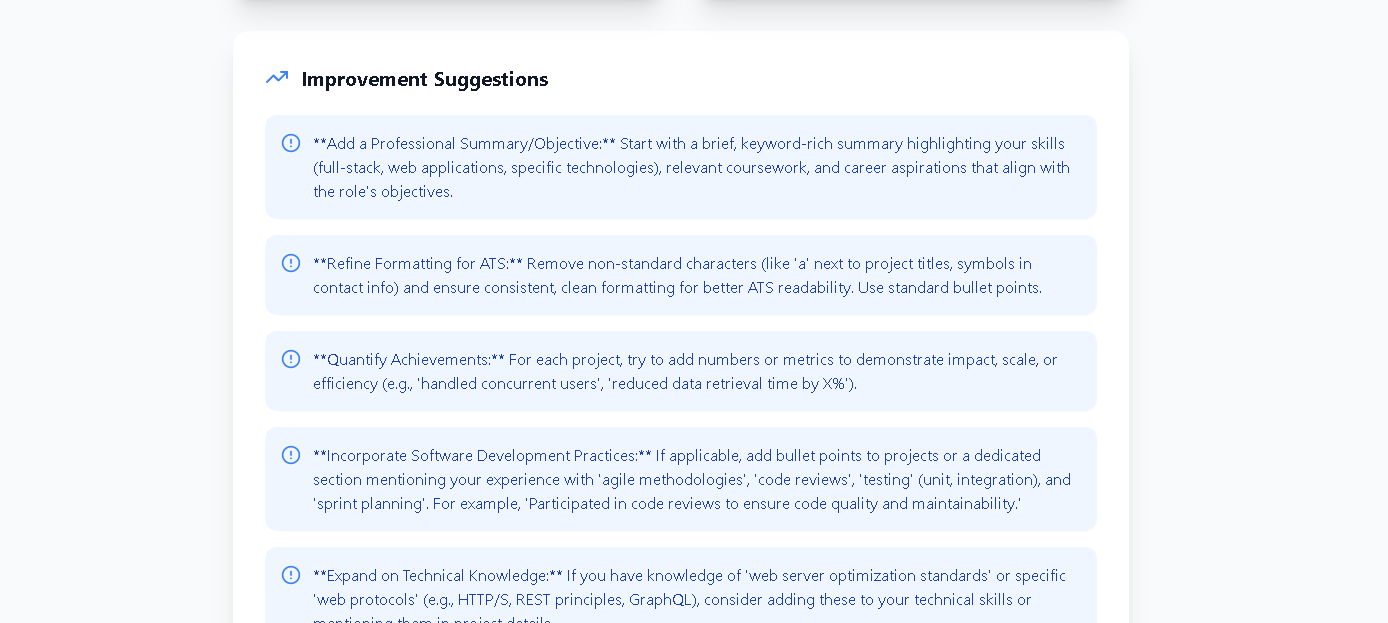 Improvement Suggestions
**Add a Professional Summary/Objective:** Start with a brief, keyword-rich summary highlighting your skills
(full-stack, web applications, specific technologies), relevant coursework, and career aspirations that align with
the role's objectives.
**Refine Formatting for ATS:** Remove non-standard characters (like 'a' next to project titles, symbols in
contact info) and ensure consistent, clean formatting for better ATS readability. Use standard bullet points.
**Quantify Achievements:** For each project, try to add numbers or metrics to demonstrate impact, scale, or
efficiency (e.g., 'handled concurrent users', 'reduced data retrieval time by X%').
**Incorporate Software Development Practices:** If applicable, add bullet points to projects or a dedicated
section mentioning your experience with 'agile methodologies', 'code reviews', 'testing' (unit, integration), and
'sprint planning'. For example, 'Participated in code reviews to ensure code quality and maintainability.'
**Expand on Technical Knowledge:** If you have knowledge of 'web server optimization standards' or specific
'web protocols' (e.g., HTTP/S, REST principles, GraphQL), consider adding these to your technical skills or
mentioning them in project details.